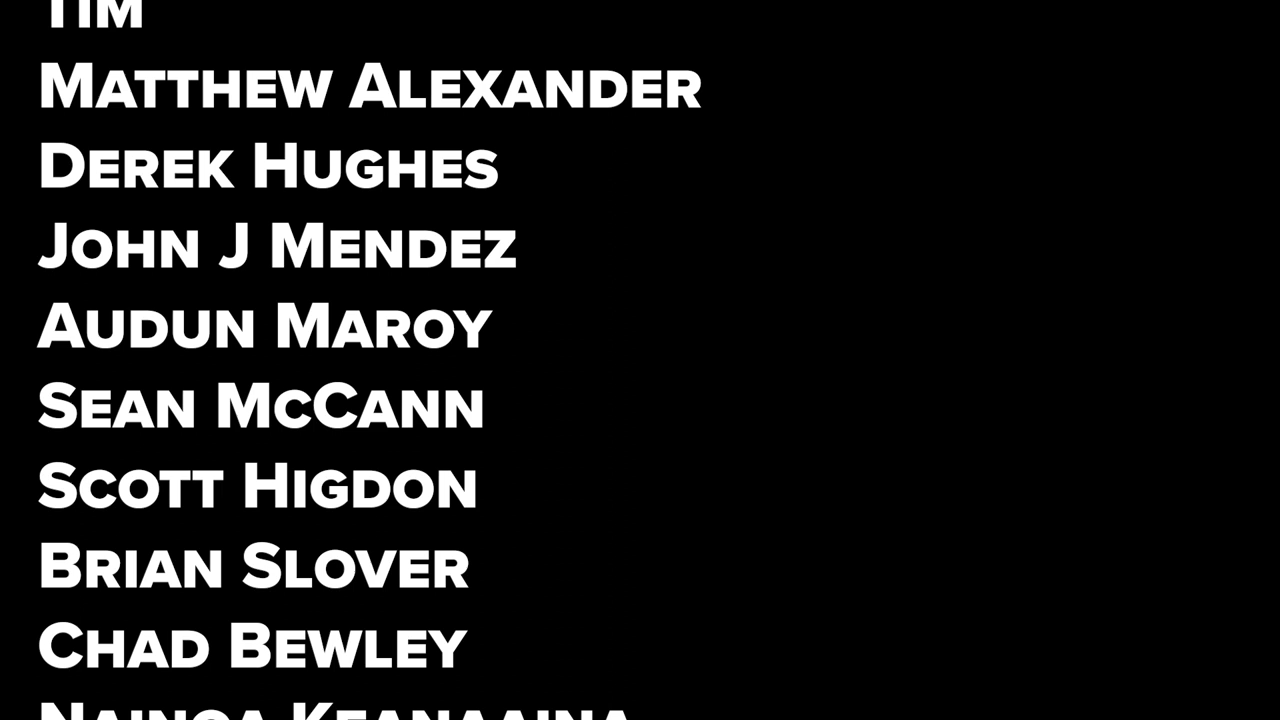 Tim
Matthew Alexander
Derek Hughes
John J Mendez
Audun Maroy
Sean McCann
Scott Higdon
Brian Slover
Chad Bewley